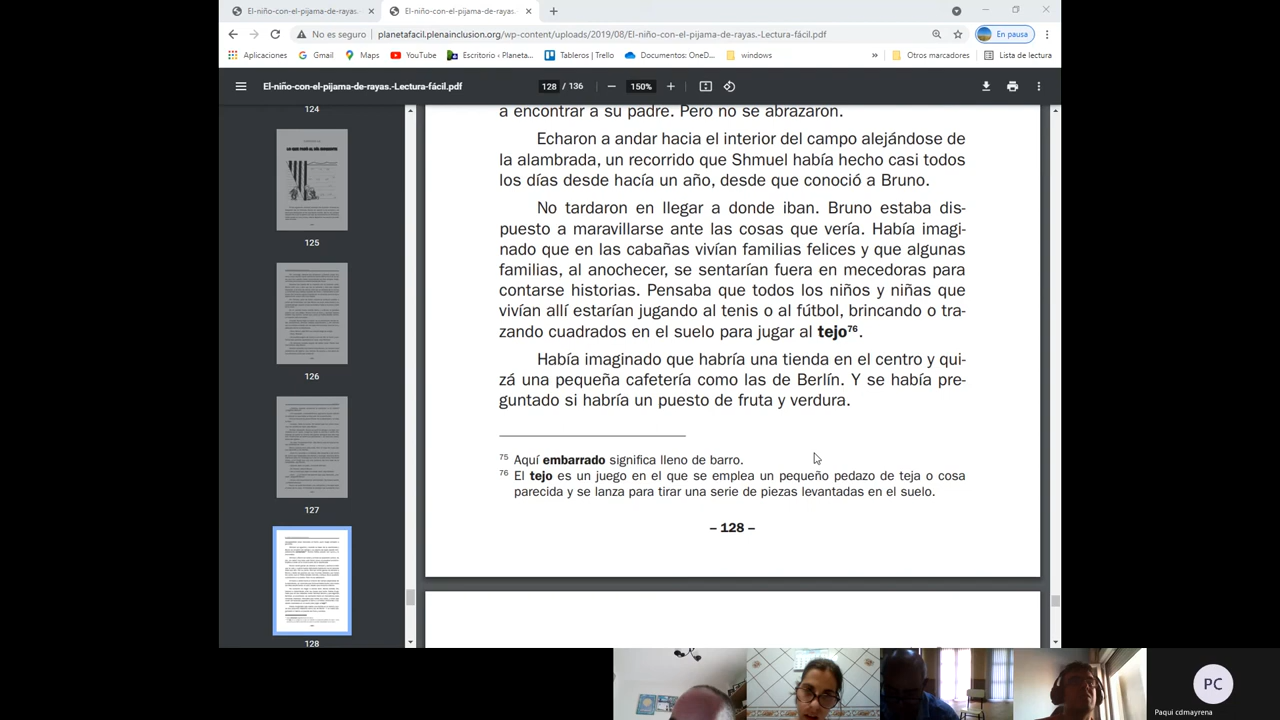 El-niño-con-el-pijama-de-rayas.-
El-niño-con-el-pijama-de-rayas.-
No es seguro planetafacil.plenainclusion.org/wp-content/uploads/2019/08/El-niño-con-el-pijama-de-rayas.-Lectura-fácil.pdf En pausa
Aplicaciones Gmail Maps YouTube Escritorio – Planeta... Tableros | Trello Documentos: OneD... windows » Otros marcadores Lista de lectura
El-niño-con-el-pijama-de-rayas.-Lectura-fácil.pdf 128 / 136 150%
124
125
126
127
128
a encontrar a su padre. Pero no se abrazaron.
Echaron a andar hacia el interior del campo alejándose de
la alambrada, un recorrido que Shmuel había hecho casi todos
los días desde hacía un año, desde que conoció a Bruno.
No tardaron en llegar a donde iban. Bruno estaba dis-
puesto a maravillarse ante las cosas que vería. Había imagi-
nado que en las cabañas vivían familias felices y que algunas
familias, al anochecer, se sentaban fuera en mecedoras para
contarse historias. Pensaba que todos los niños y niñas que
vivían allí estarían jugando al tenis o al fútbol, brincando o tra-
zando cuadrados en el suelo para jugar al tejo76.
Había imaginado que habría una tienda en el centro y qui-
zá una pequeña cafetería como las de Berlín. Y se había pre-
guntado si habría un puesto de fruta y verdura.
75 Aquí significa lleno de barro.
76 El tejo es un juego en el que se emplea un pequeño pedazo de teja o cosa
parecida y se lanza para tirar una serie de piezas levantadas en el suelo.
– 128 –
PC
Paqui cdmayrena